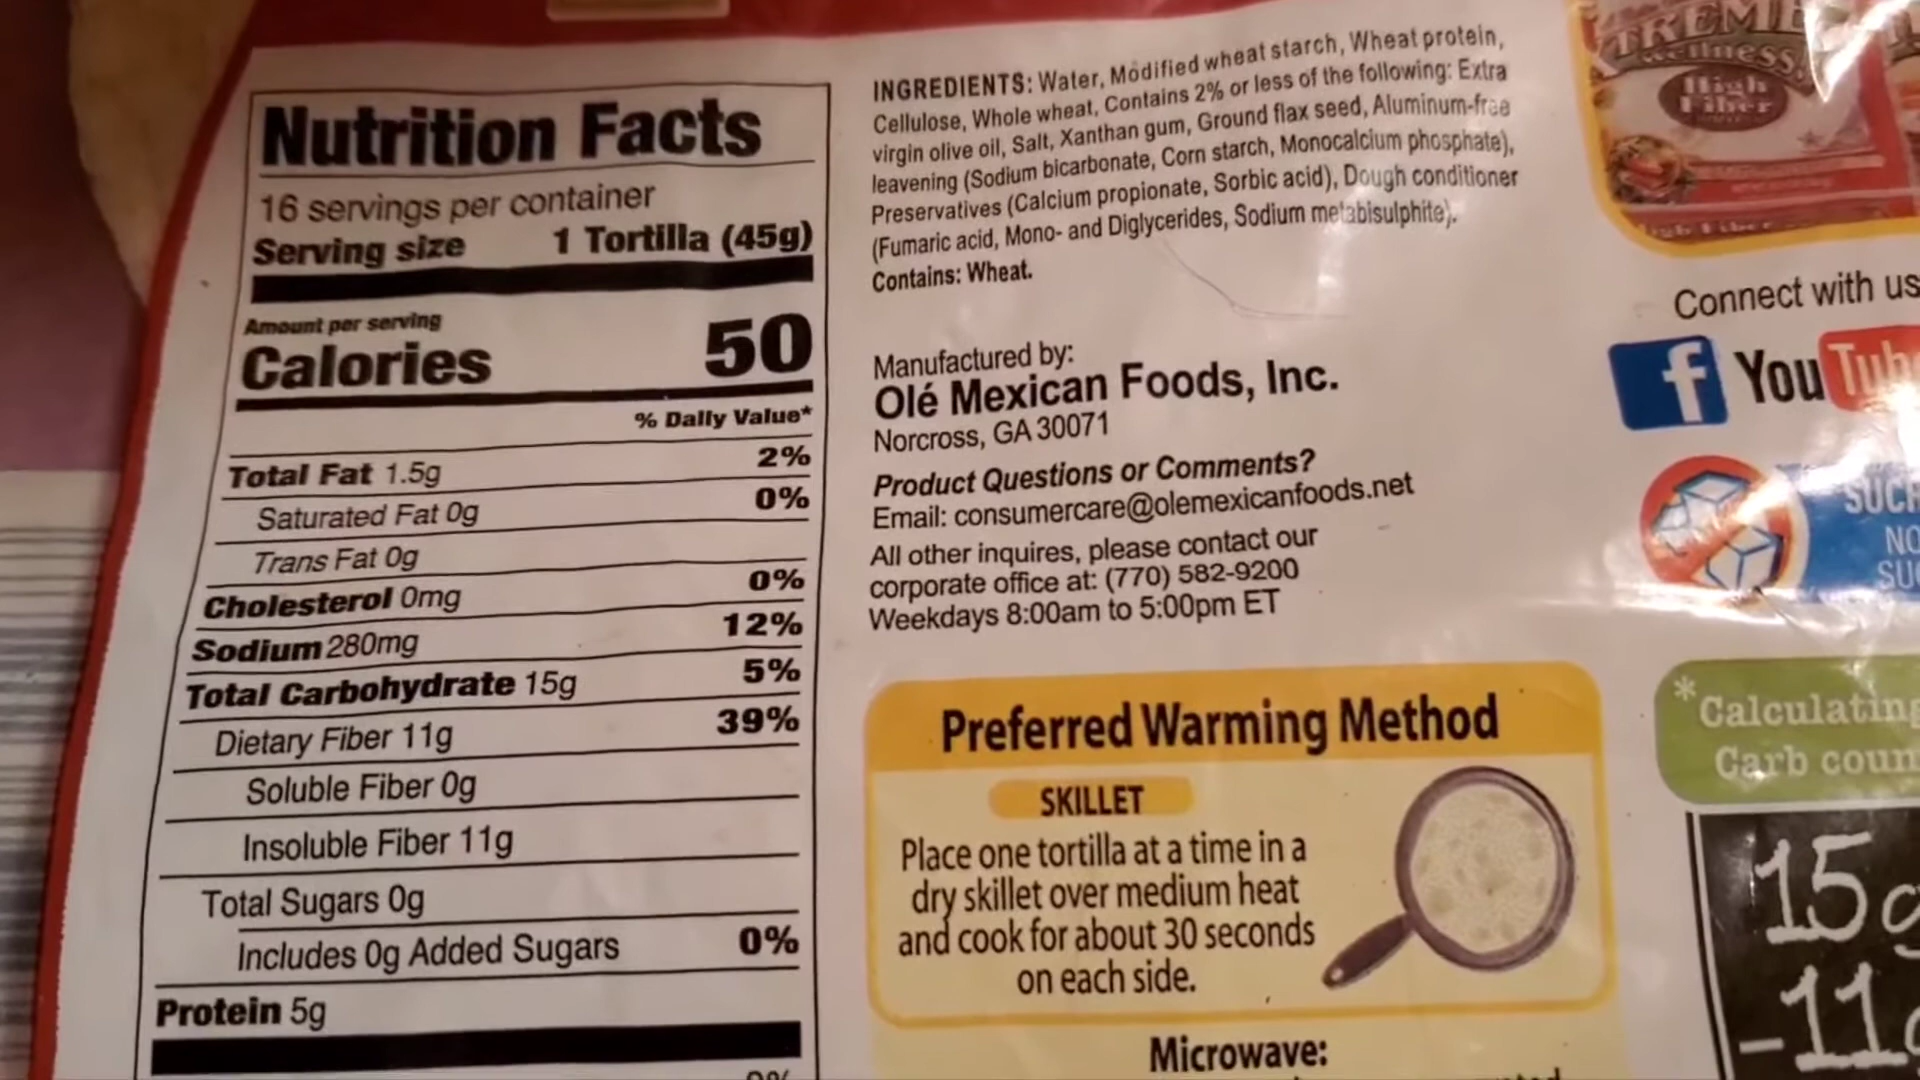 Nutrition Facts
16 servings per container
Serving size 1 Tortilla (45g)
Amount per serving
Calories 50
% Daily Value*
Total Fat 1.5g 2%
Saturated Fat 0g 0%
Trans Fat 0g
Cholesterol 0mg 0%
Sodium 280mg 12%
Total Carbohydrate 15g 5%
Dietary Fiber 11g 39%
Soluble Fiber 0g
Insoluble Fiber 11g
Total Sugars 0g
Includes 0g Added Sugars 0%
Protein 5g
INGREDIENTS: Water, Modified wheat starch, Wheat protein,
Cellulose, Whole wheat, Contains 2% or less of the following: Extra
virgin olive oil, Salt, Xanthan gum, Ground flax seed, Aluminum-free
leavening (Sodium bicarbonate, Corn starch, Monocalcium phosphate),
Preservatives (Calcium propionate, Sorbic acid), Dough conditioner
(Fumaric acid, Mono- and Diglycerides, Sodium metabisulphite).
Contains: Wheat.
Manufactured by:
Olé Mexican Foods, Inc.
Norcross, GA 30071
Product Questions or Comments?
Email: consumercare@olemexicanfoods.net
All other inquires, please contact our
corporate office at: (770) 582-9200
Weekdays 8:00am to 5:00pm ET
Preferred Warming Method
SKILLET
Place one tortilla at a time in a
dry skillet over medium heat
and cook for about 30 seconds
on each side.
Microwave:
XTREME
Wellness
High
Fiber
Connect with us
f YouTube
NO
*Calculating
Carb coun
15g
-11g